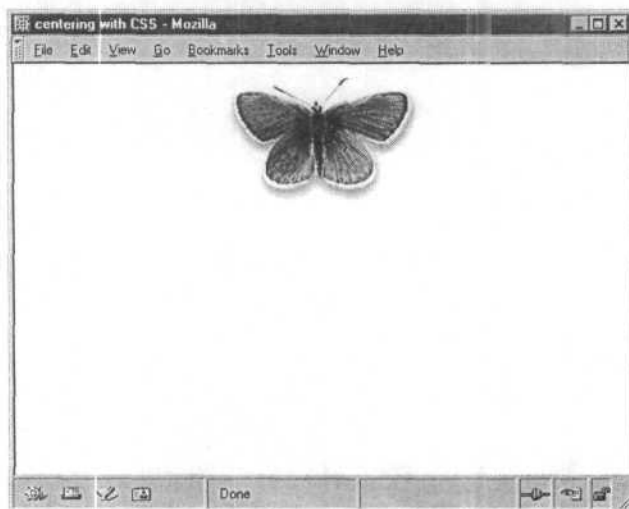 centering with CSS - Mozilla
File Edit View Go Bookmarks Tools Window Help
Done